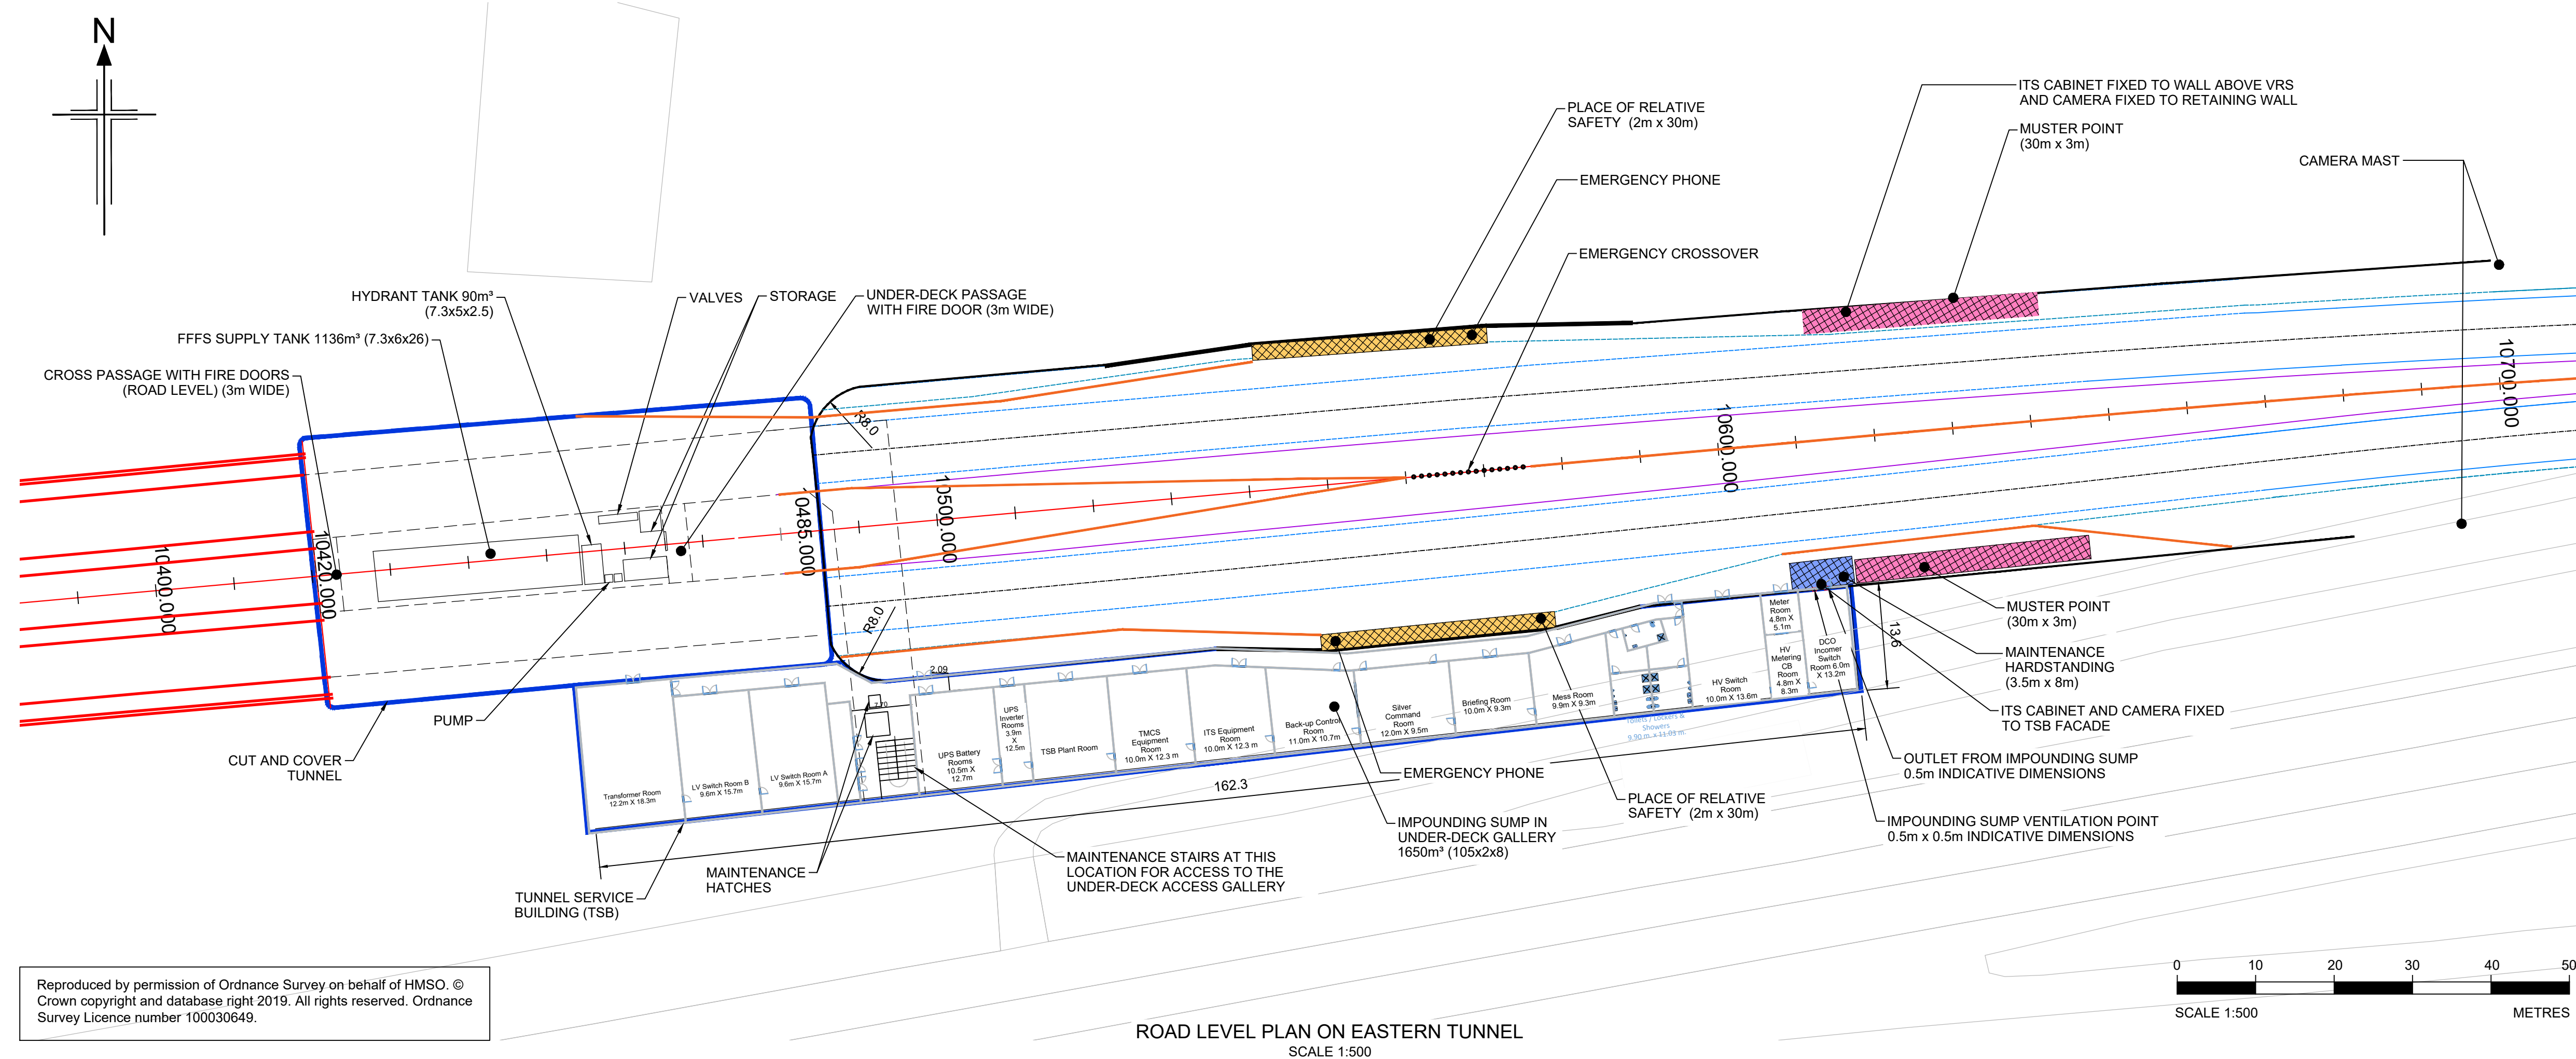 N
ITS CABINET FIXED TO WALL ABOVE VRS
AND CAMERA FIXED TO RETAINING WALL
PLACE OF RELATIVE
SAFETY (2m x 30m)
MUSTER POINT
(30m x 3m)
CAMERA MAST
EMERGENCY PHONE
EMERGENCY CROSSOVER
HYDRANT TANK 90m³
(7.3x5x2.5)
VALVES
STORAGE
UNDER-DECK PASSAGE
WITH FIRE DOOR (3m WIDE)
FFFS SUPPLY TANK 1136m³ (7.3x6x26)
CROSS PASSAGE WITH FIRE DOORS
(ROAD LEVEL) (3m WIDE)
R8.0
10400.000
10420.000
10485.000
10500.000
10600.000
10700.000
R8.0
2.09
7.70
13.6
162.3
PUMP
CUT AND COVER
TUNNEL
Transformer Room
12.2m X 18.3m
LV Switch Room B
9.6m X 15.7m
LV Switch Room A
9.6m X 15.7m
UPS Battery
Rooms
10.5m X
12.7m
UPS
Inverter
Rooms
3.9m
X
12.5m
TSB Plant Room
TMCS
Equipment
Room
10.0m X 12.3 m
ITS Equipment
Room
10.0m X 12.3 m
Back-up Control
Room
11.0m X 10.7m
Silver
Command
Room
12.0m X 9.5m
Briefing Room
10.0m X 9.3m
Mess Room
9.9m X 9.3m
Toilets / Lockers &
Showers
9.90 m. x 11.03 m.
HV Switch
Room
10.0m X 13.6m
Meter
Room
4.8m X
5.1m
HV
Metering
CB
Room
4.8m X
8.3m
DCO
Incomer
Switch
Room 6.0m
X 13.2m
MUSTER POINT
(30m x 3m)
MAINTENANCE
HARDSTANDING
(3.5m x 8m)
ITS CABINET AND CAMERA FIXED
TO TSB FACADE
OUTLET FROM IMPOUNDING SUMP
0.5m INDICATIVE DIMENSIONS
IMPOUNDING SUMP VENTILATION POINT
0.5m x 0.5m INDICATIVE DIMENSIONS
EMERGENCY PHONE
PLACE OF RELATIVE
SAFETY (2m x 30m)
IMPOUNDING SUMP IN
UNDER-DECK GALLERY
1650m³ (105x2x8)
MAINTENANCE STAIRS AT THIS
LOCATION FOR ACCESS TO THE
UNDER-DECK ACCESS GALLERY
MAINTENANCE
HATCHES
TUNNEL SERVICE
BUILDING (TSB)
Reproduced by permission of Ordnance Survey on behalf of HMSO. ©
Crown copyright and database right 2019. All rights reserved. Ordnance
Survey Licence number 100030649.
ROAD LEVEL PLAN ON EASTERN TUNNEL
SCALE 1:500
0 10 20 30 40 50
SCALE 1:500 METRES